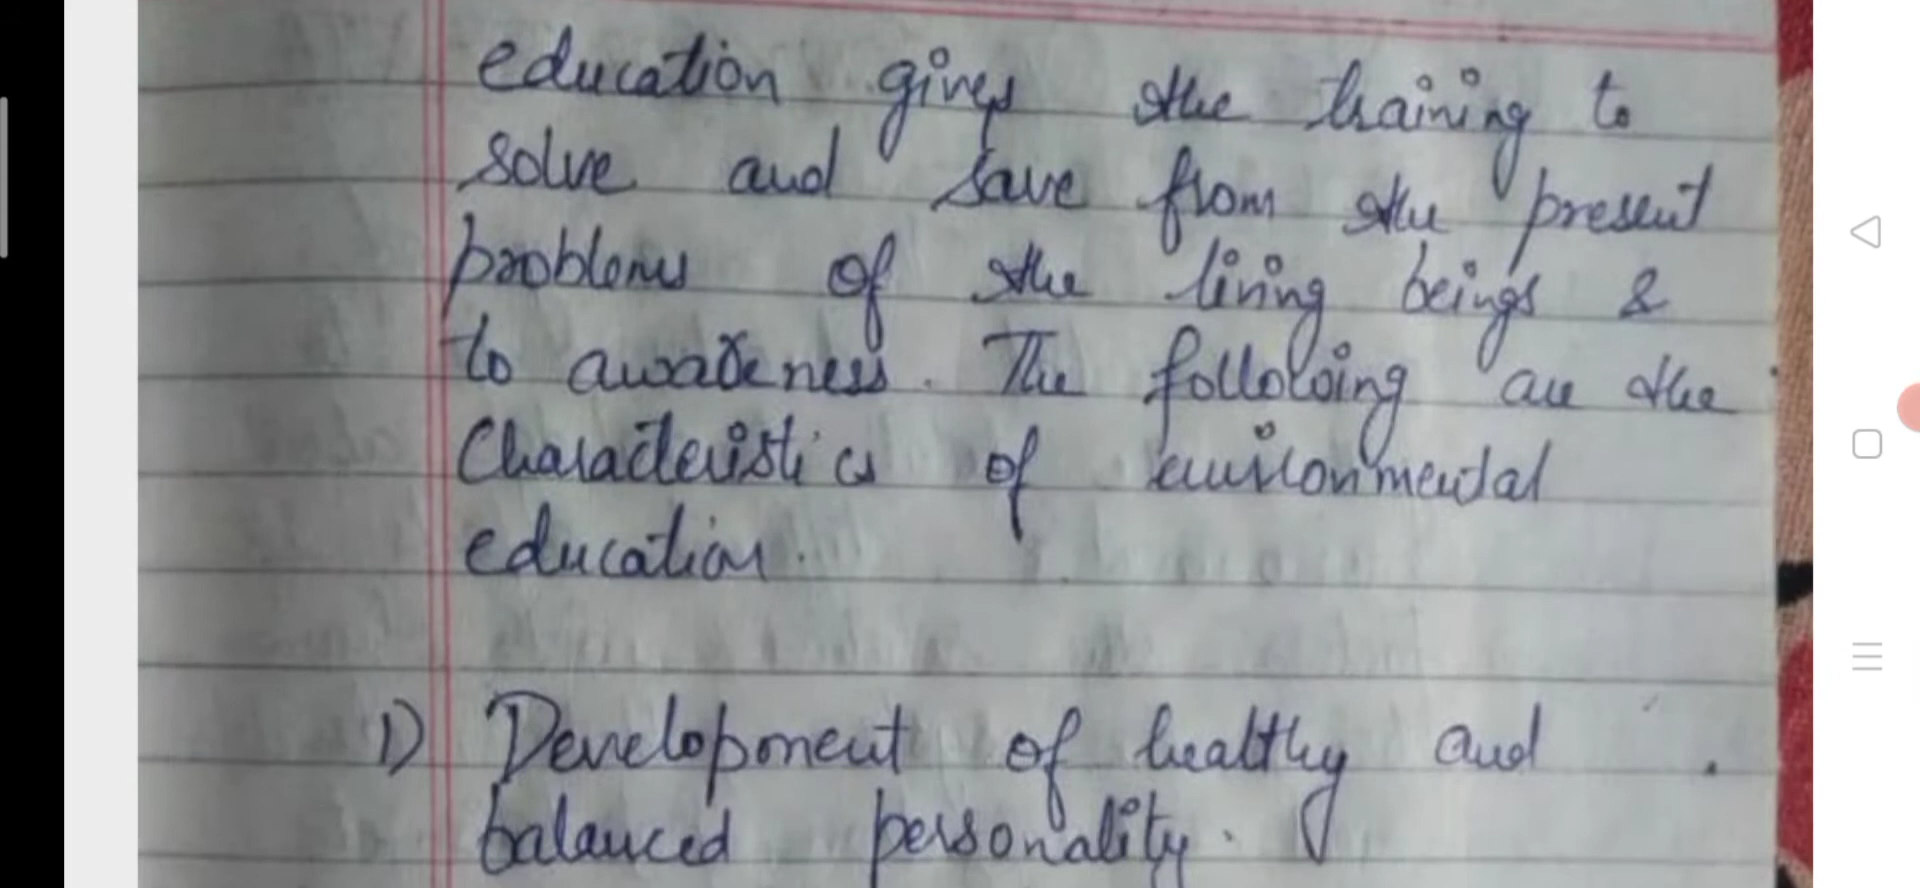 education gives the training to
solve and save from the present
problems of the living beings &
to awareness. The following are the
Characteristics of environmental
education.
1) Development of healthy and
balanced personality.